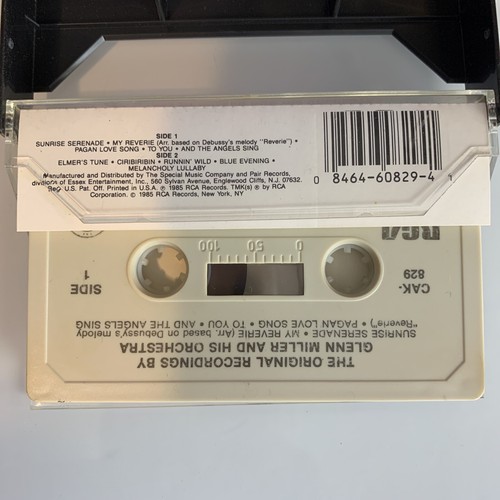 SIDE 1
SUNRISE SERENADE • MY REVERIE (Arr. based on Debussy's melody "Reverie") •
PAGAN LOVE SONG • TO YOU • AND THE ANGELS SING
SIDE 2
ELMER'S TUNE • CIRIBIRIBIN • RUNNIN' WILD • BLUE EVENING •
MELANCHOLY LULLABY
Manufactured and Distributed by The Special Music Company and Pair Records,
divisions of Essex Entertainment, Inc., 560 Sylvan Avenue, Englewood Cliffs, N.J. 07632.
Reg. U.S. Pat. Off. Printed in U.S.A. ℗ 1985 RCA Records. TMK(s) ® by RCA
Corporation. © 1985 RCA Records, New York, NY
0 8464-60829-4 1
THE ORIGINAL RECORDINGS BY
GLENN MILLER AND HIS ORCHESTRA
SUNRISE SERENADE • MY REVERIE (Arr. based on Debussy's melody
"Reverie") • PAGAN LOVE SONG • TO YOU • AND THE ANGELS SING
CAK-
829
SIDE
1
0 50 100
RCA